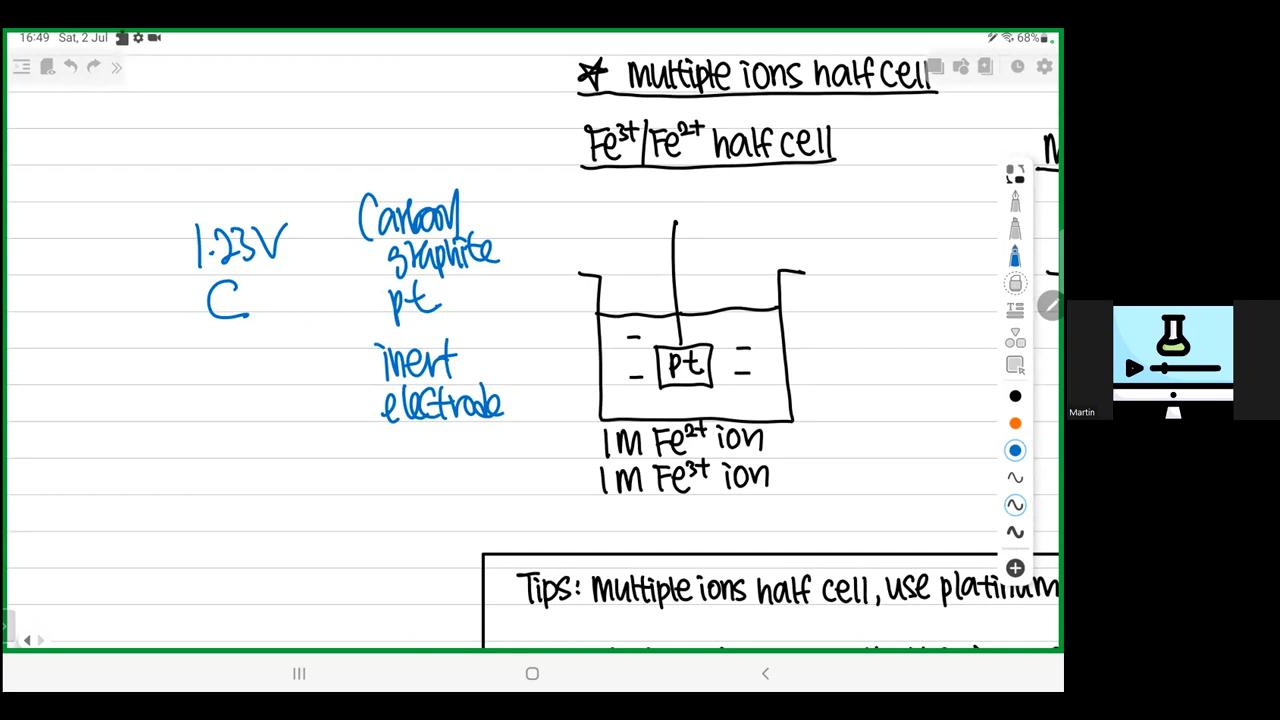 16:49 Sat, 2 Jul
68%
* multiple ions half cell
Fe3+/Fe2+ half cell
M
1.23V
C
Carbon
graphite
pt
inert
electrode
pt
1M Fe2+ ion
1M Fe3+ ion
Tips: multiple ions half cell, use platinum
Martin